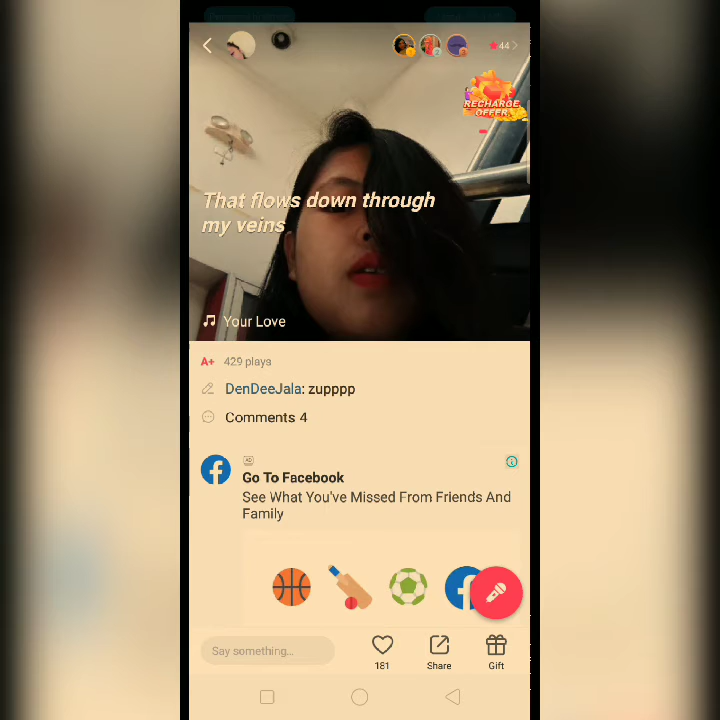 44
RECHARGE
OFFER
That flows down through
my veins
Your Love
A+ 429 plays
DenDeeJala: zupppp
Comments 4
AD
Go To Facebook
See What You've Missed From Friends And
Family
Say something...
181
Share
Gift